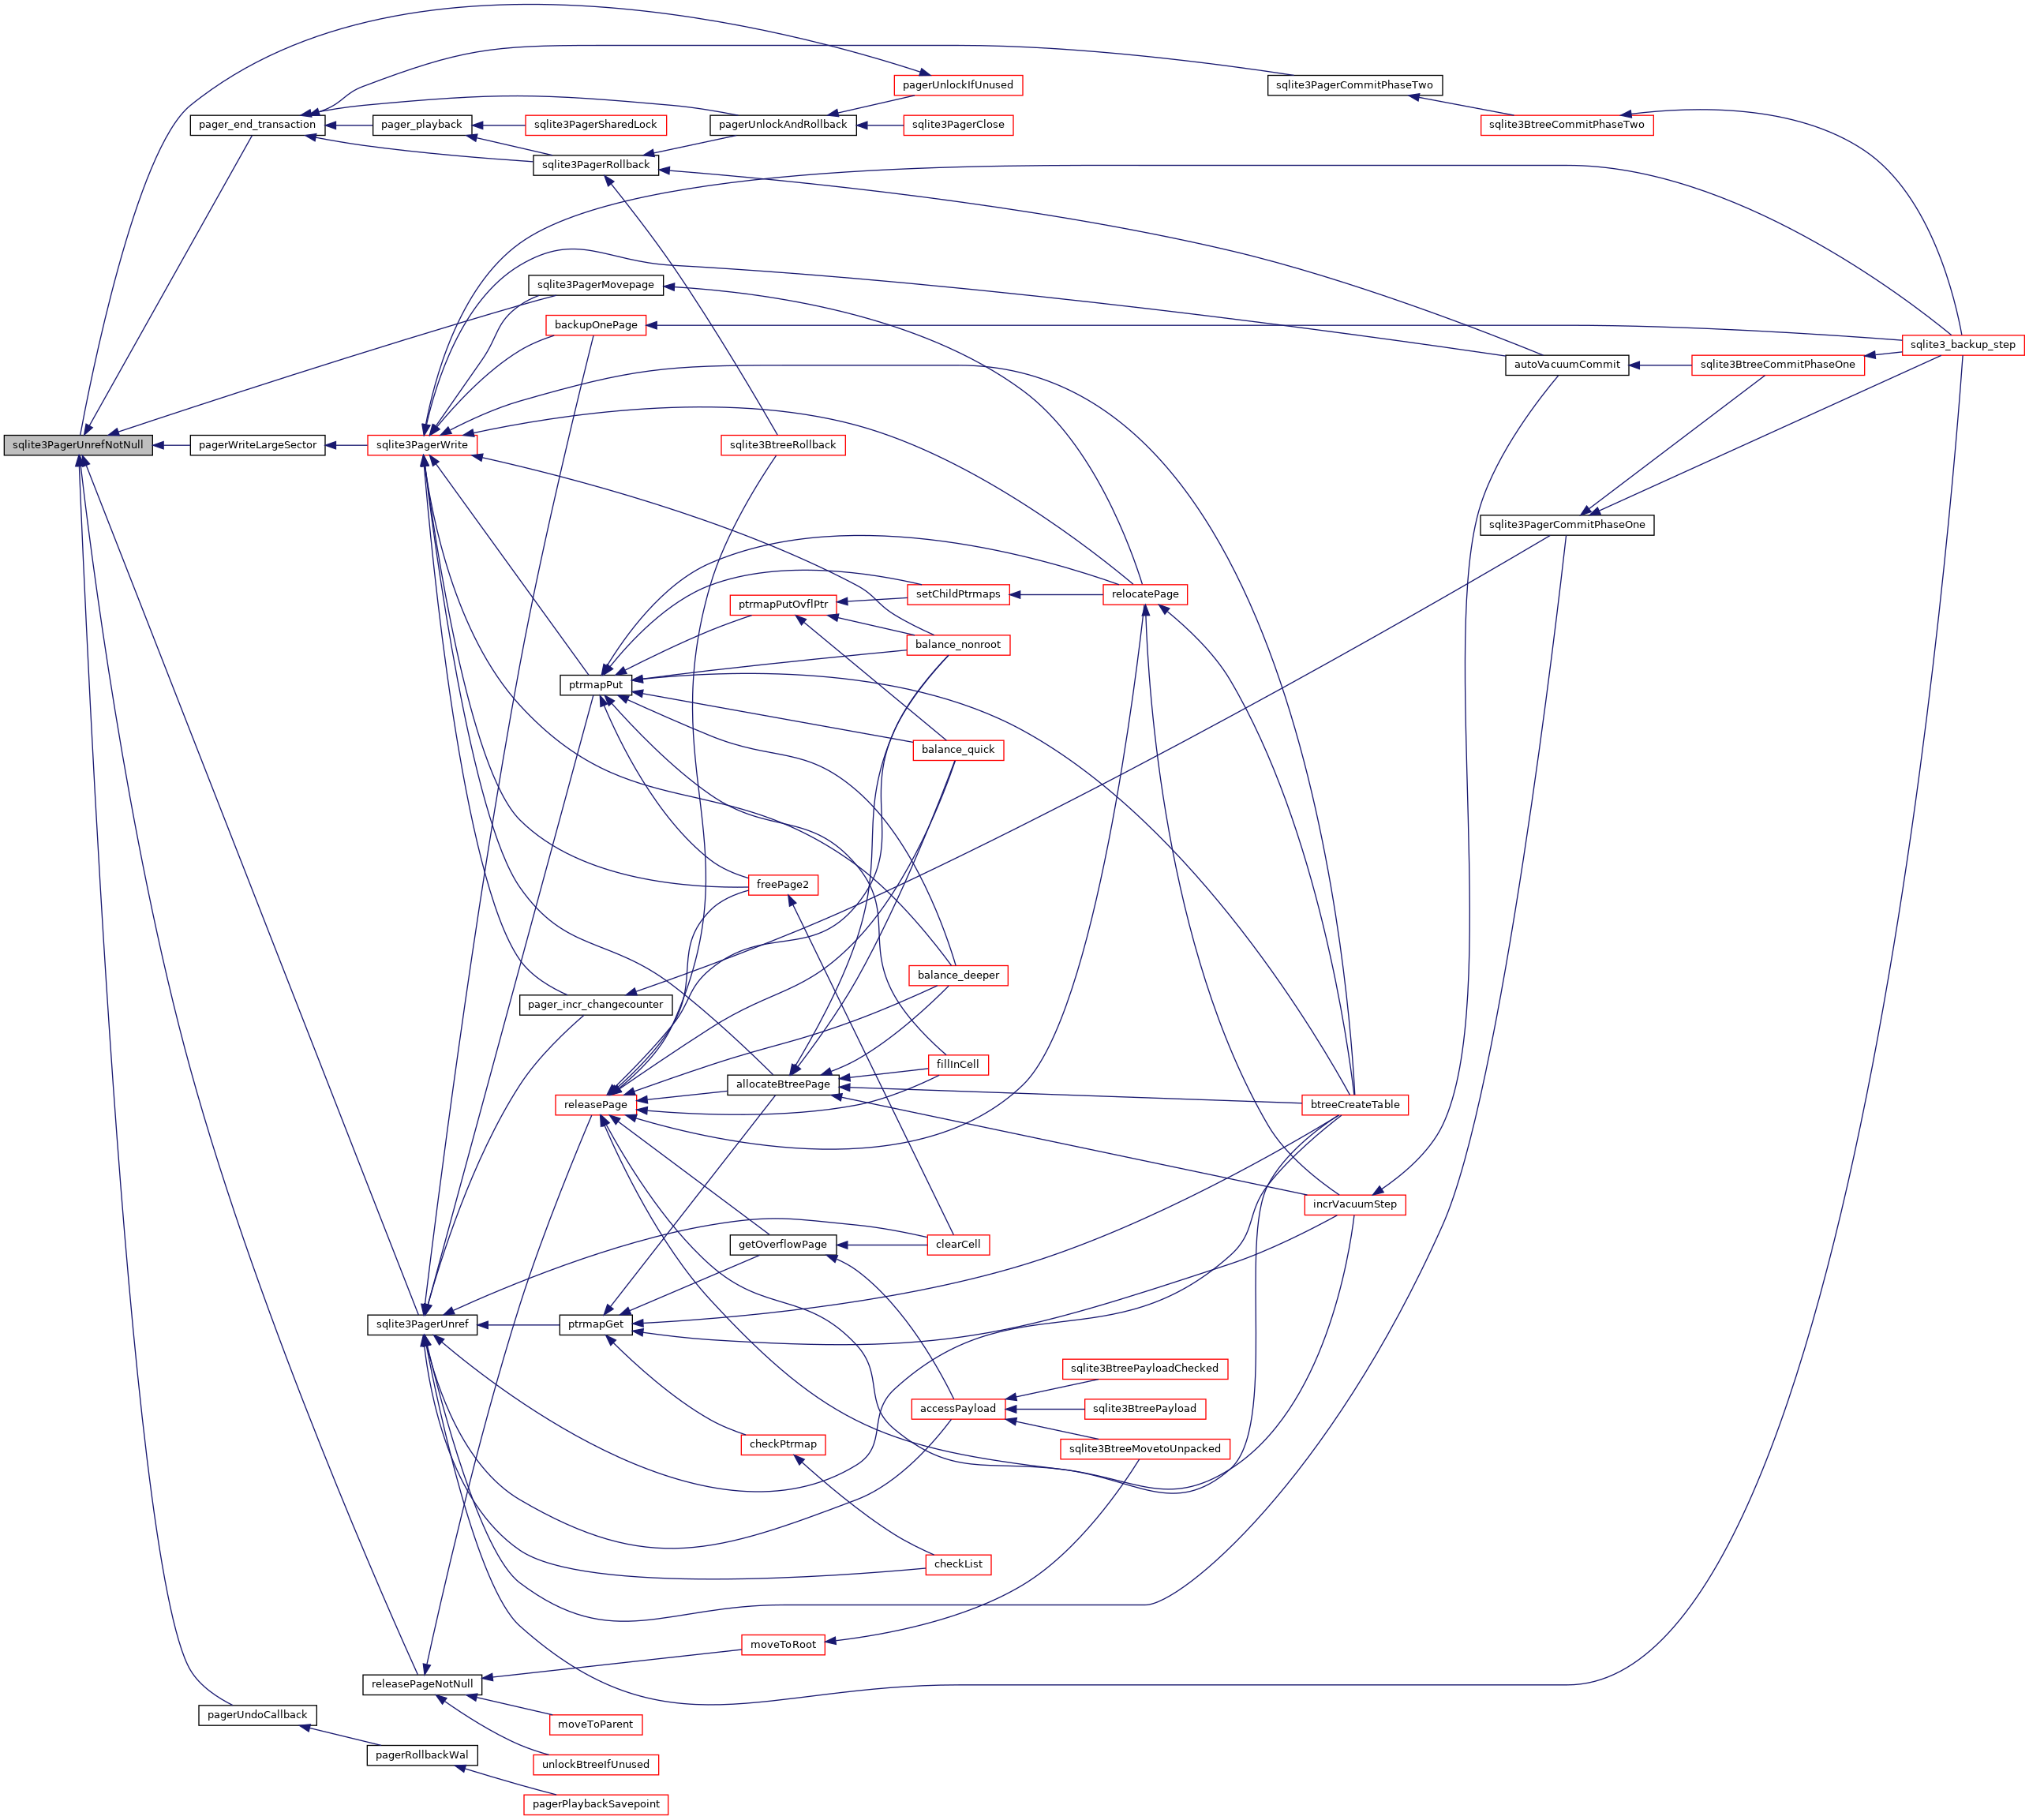 pagerUnlockIfUnused
sqlite3PagerCommitPhaseTwo
pager_end_transaction
pager_playback
sqlite3PagerSharedLock
pagerUnlockAndRollback
sqlite3PagerClose
sqlite3BtreeCommitPhaseTwo
sqlite3PagerRollback
sqlite3PagerMovepage
backupOnePage
sqlite3_backup_step
autoVacuumCommit
sqlite3BtreeCommitPhaseOne
sqlite3PagerUnrefNotNull
pagerWriteLargeSector
sqlite3PagerWrite
sqlite3BtreeRollback
sqlite3PagerCommitPhaseOne
ptrmapPutOvflPtr
setChildPtrmaps
relocatePage
balance_nonroot
ptrmapPut
balance_quick
freePage2
balance_deeper
pager_incr_changecounter
fillInCell
allocateBtreePage
releasePage
btreeCreateTable
incrVacuumStep
getOverflowPage
clearCell
sqlite3PagerUnref
ptrmapGet
sqlite3BtreePayloadChecked
accessPayload
sqlite3BtreePayload
checkPtrmap
sqlite3BtreeMovetoUnpacked
checkList
moveToRoot
releasePageNotNull
pagerUndoCallback
moveToParent
pagerRollbackWal
unlockBtreeIfUnused
pagerPlaybackSavepoint